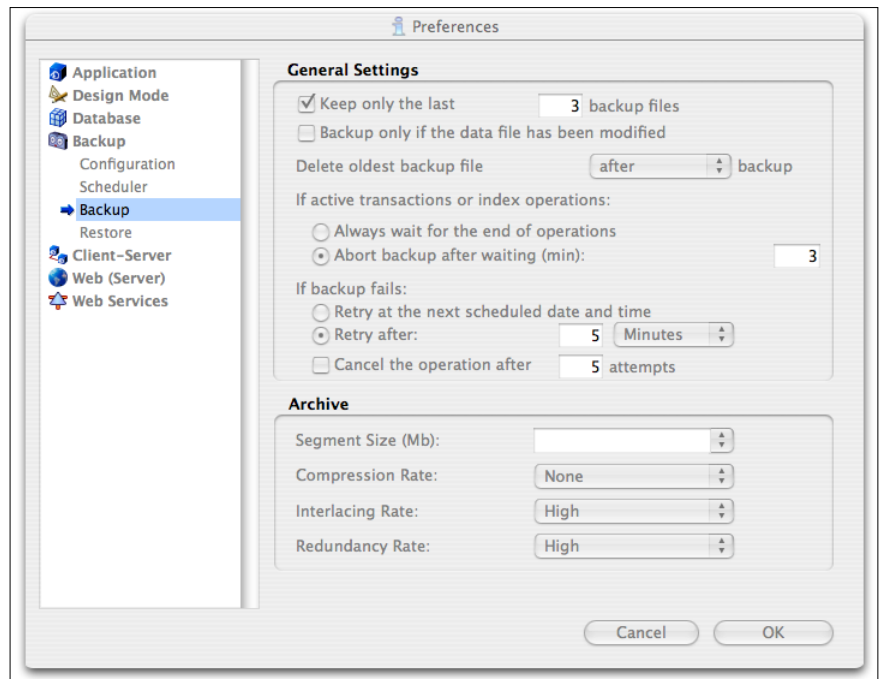 Preferences
Application
Design Mode
Database
Backup
Configuration
Scheduler
Backup
Restore
Client-Server
Web (Server)
Web Services
General Settings
Keep only the last 3 backup files
Backup only if the data file has been modified
Delete oldest backup file after backup
If active transactions or index operations:
Always wait for the end of operations
Abort backup after waiting (min): 3
If backup fails:
Retry at the next scheduled date and time
Retry after: 5 Minutes
Cancel the operation after 5 attempts
Archive
Segment Size (Mb):
Compression Rate: None
Interlacing Rate: High
Redundancy Rate: High
Cancel OK